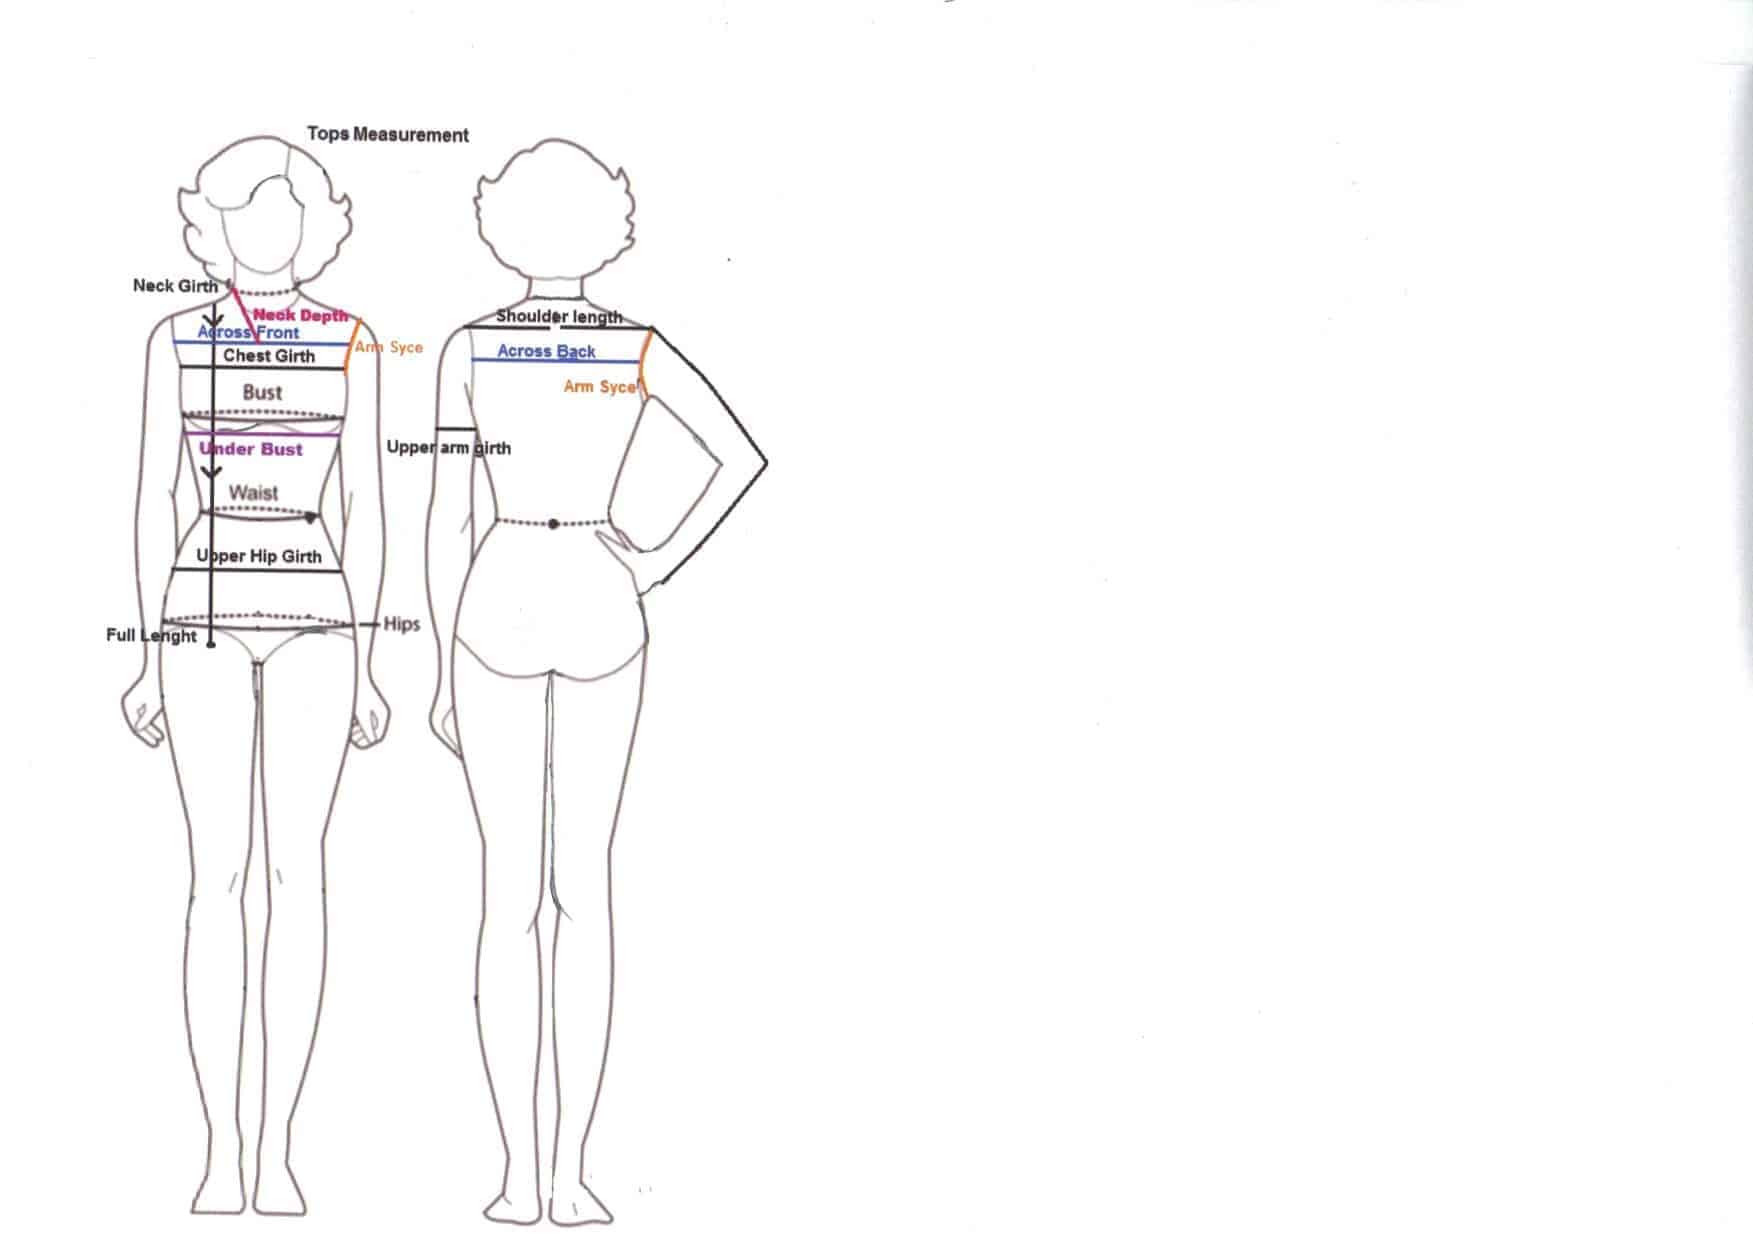 Tops Measurement
Neck Girth
Neck Depth
Across Front
Arm Syce
Chest Girth
Bust
Under Bust
Waist
Upper Hip Girth
Hips
Full Lenght
Shoulder length
Across Back
Arm Syce
Upper arm girth